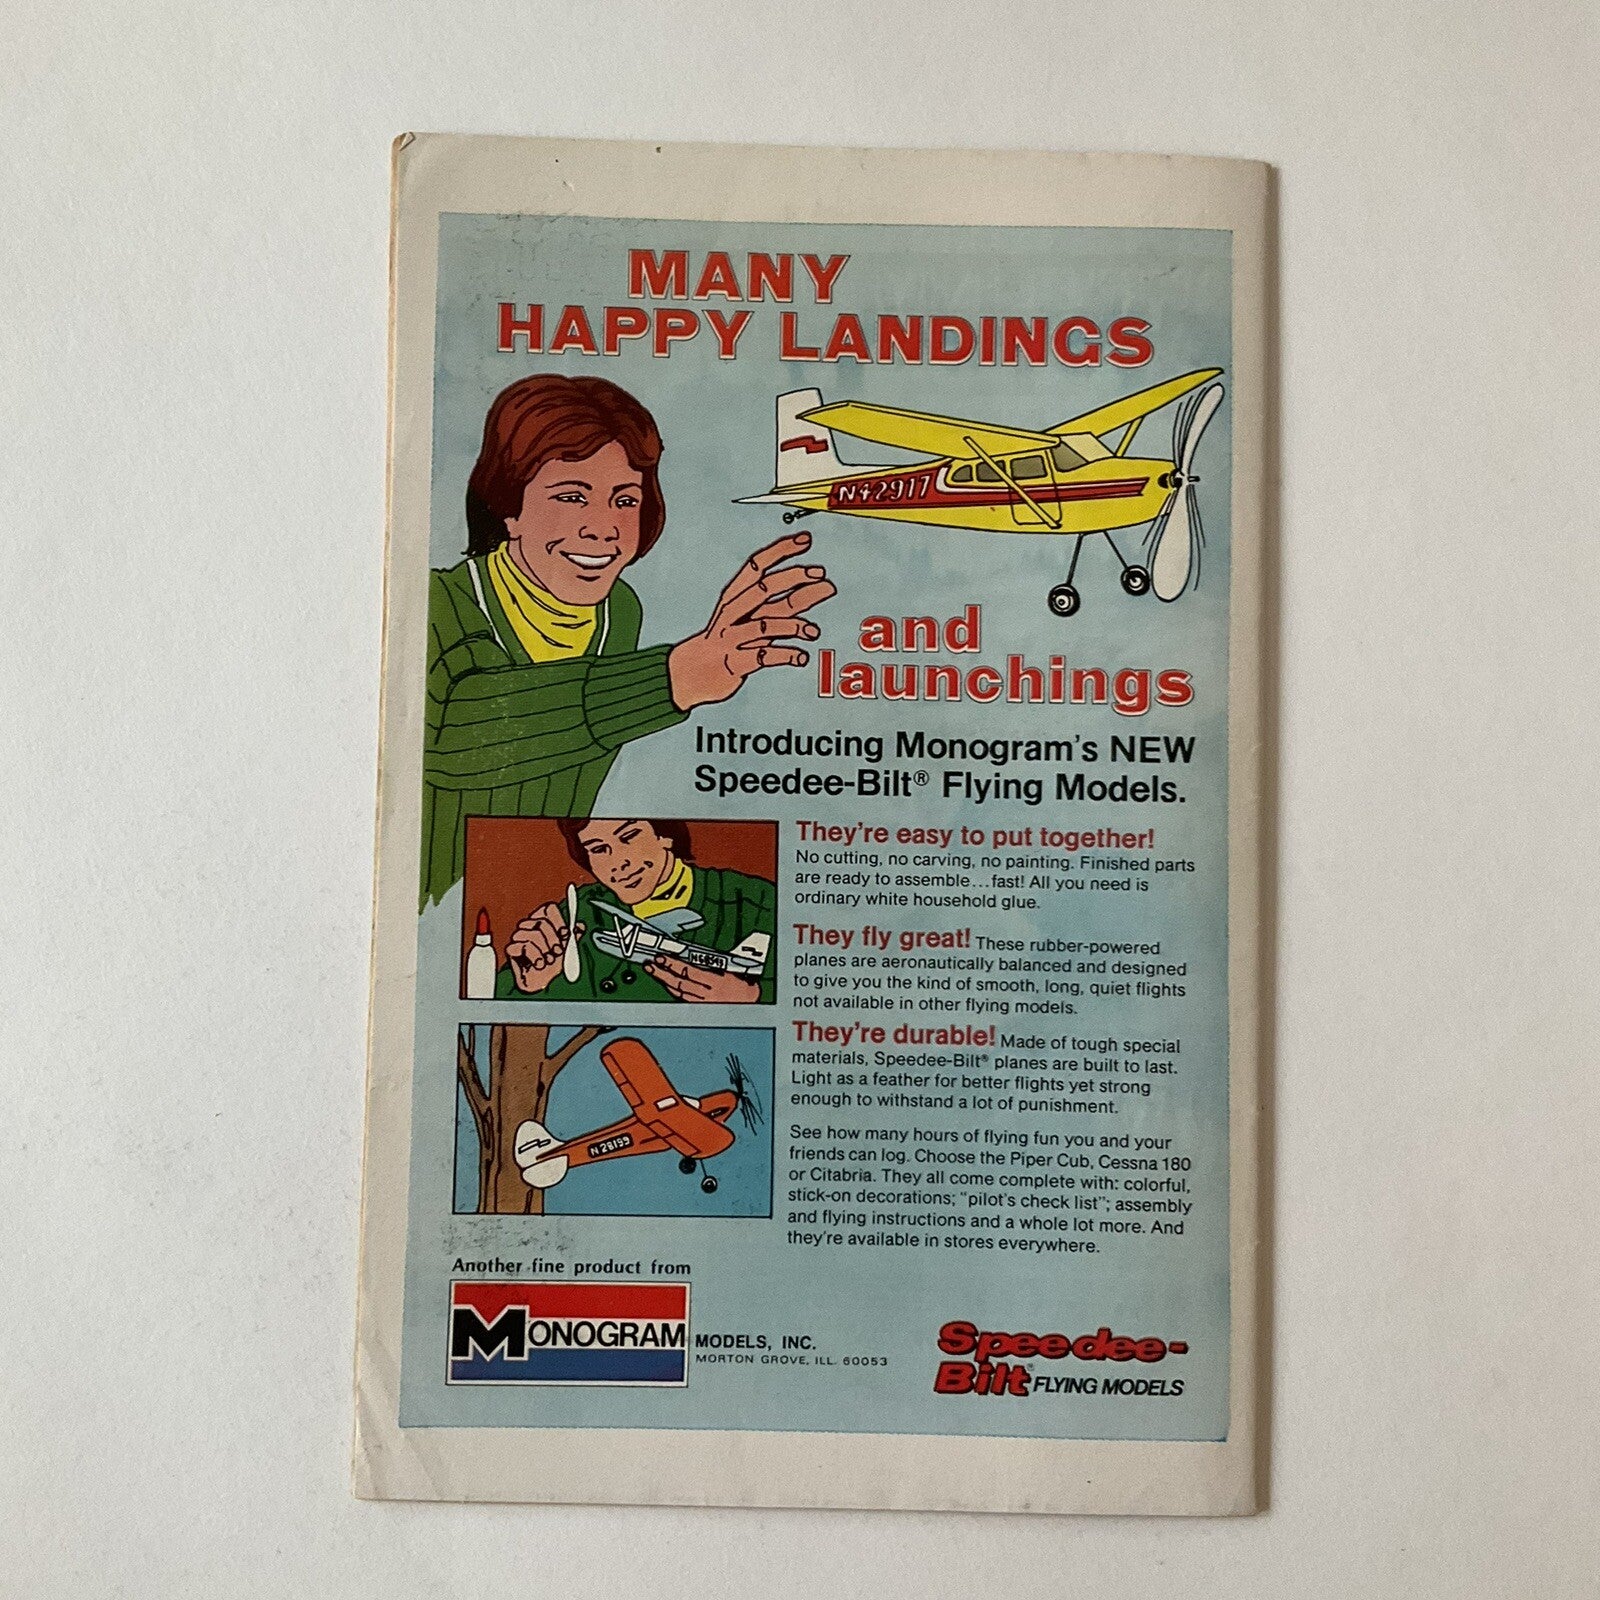 MANY
HAPPY LANDINGS
N42917
and
launchings
Introducing Monogram's NEW
Speedee-Bilt® Flying Models.
They're easy to put together!
No cutting, no carving, no painting. Finished parts
are ready to assemble...fast! All you need is
ordinary white household glue.
They fly great! These rubber-powered
planes are aeronautically balanced and designed
to give you the kind of smooth, long, quiet flights
not available in other flying models.
They're durable! Made of tough special
materials, Speedee-Bilt® planes are built to last.
Light as a feather for better flights yet strong
enough to withstand a lot of punishment.
N28199
See how many hours of flying fun you and your
friends can log. Choose the Piper Cub, Cessna 180
or Citabria. They all come complete with: colorful,
stick-on decorations; "pilot's check list"; assembly
and flying instructions and a whole lot more. And
they're available in stores everywhere.
Another fine product from
MONOGRAM MODELS, INC.
MORTON GROVE, ILL. 60053
Speedee-
Bilt® FLYING MODELS